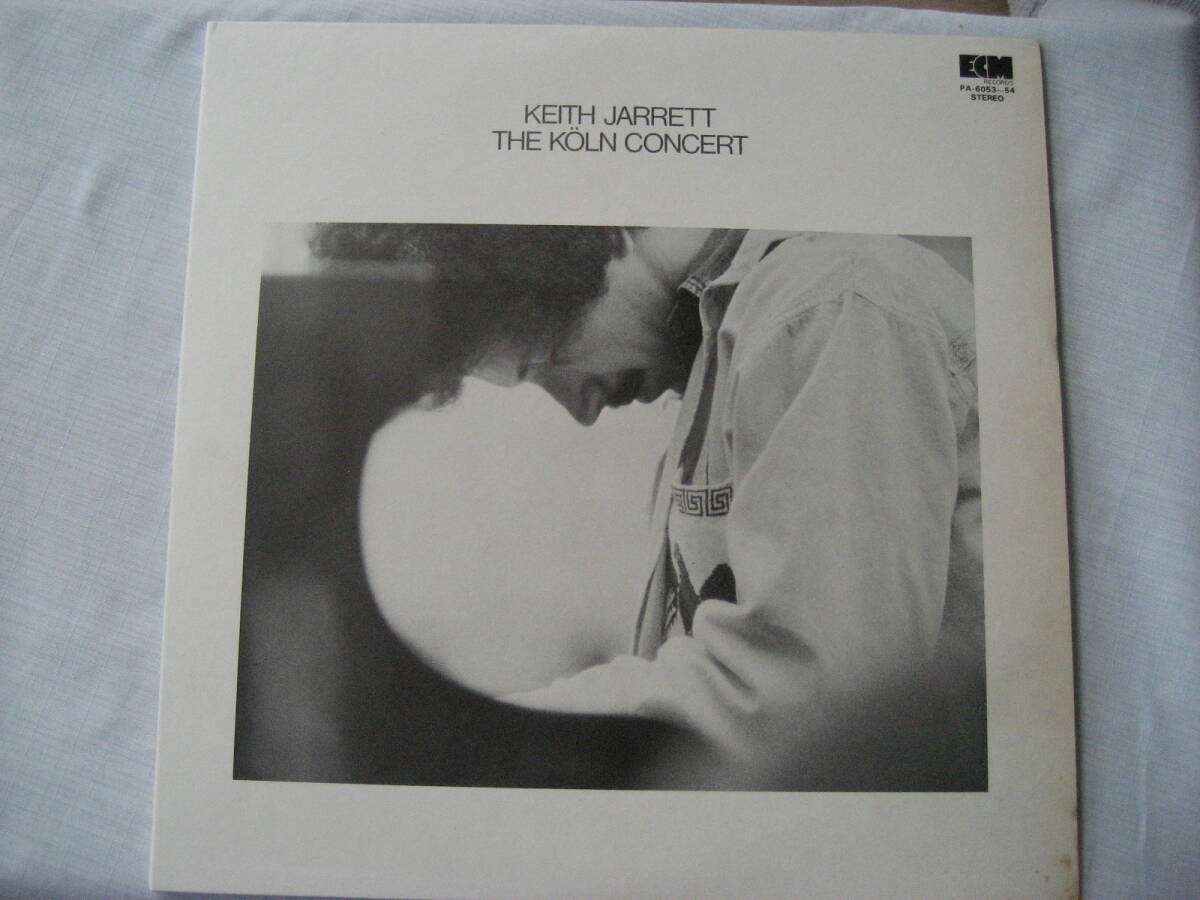 ECM
RECORDS
PA-6053~54
STEREO
KEITH JARRETT
THE KÖLN CONCERT